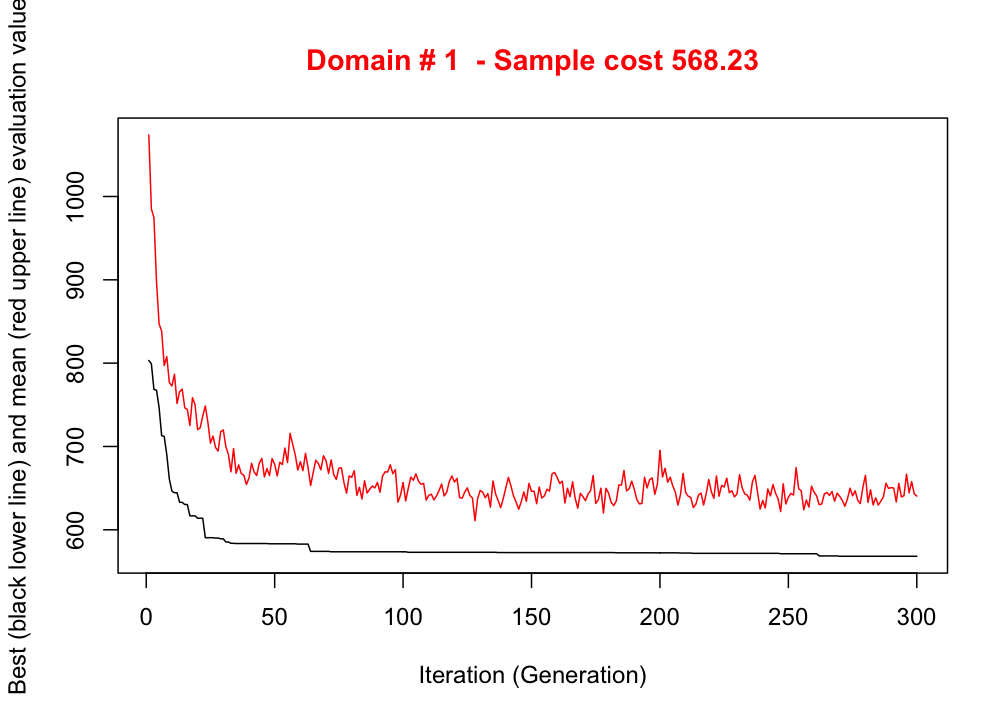 Domain # 1  - Sample cost 568.23
Best (black lower line) and mean (red upper line) evaluation value
1000
900
800
700
600
0 50 100 150 200 250 300
Iteration (Generation)